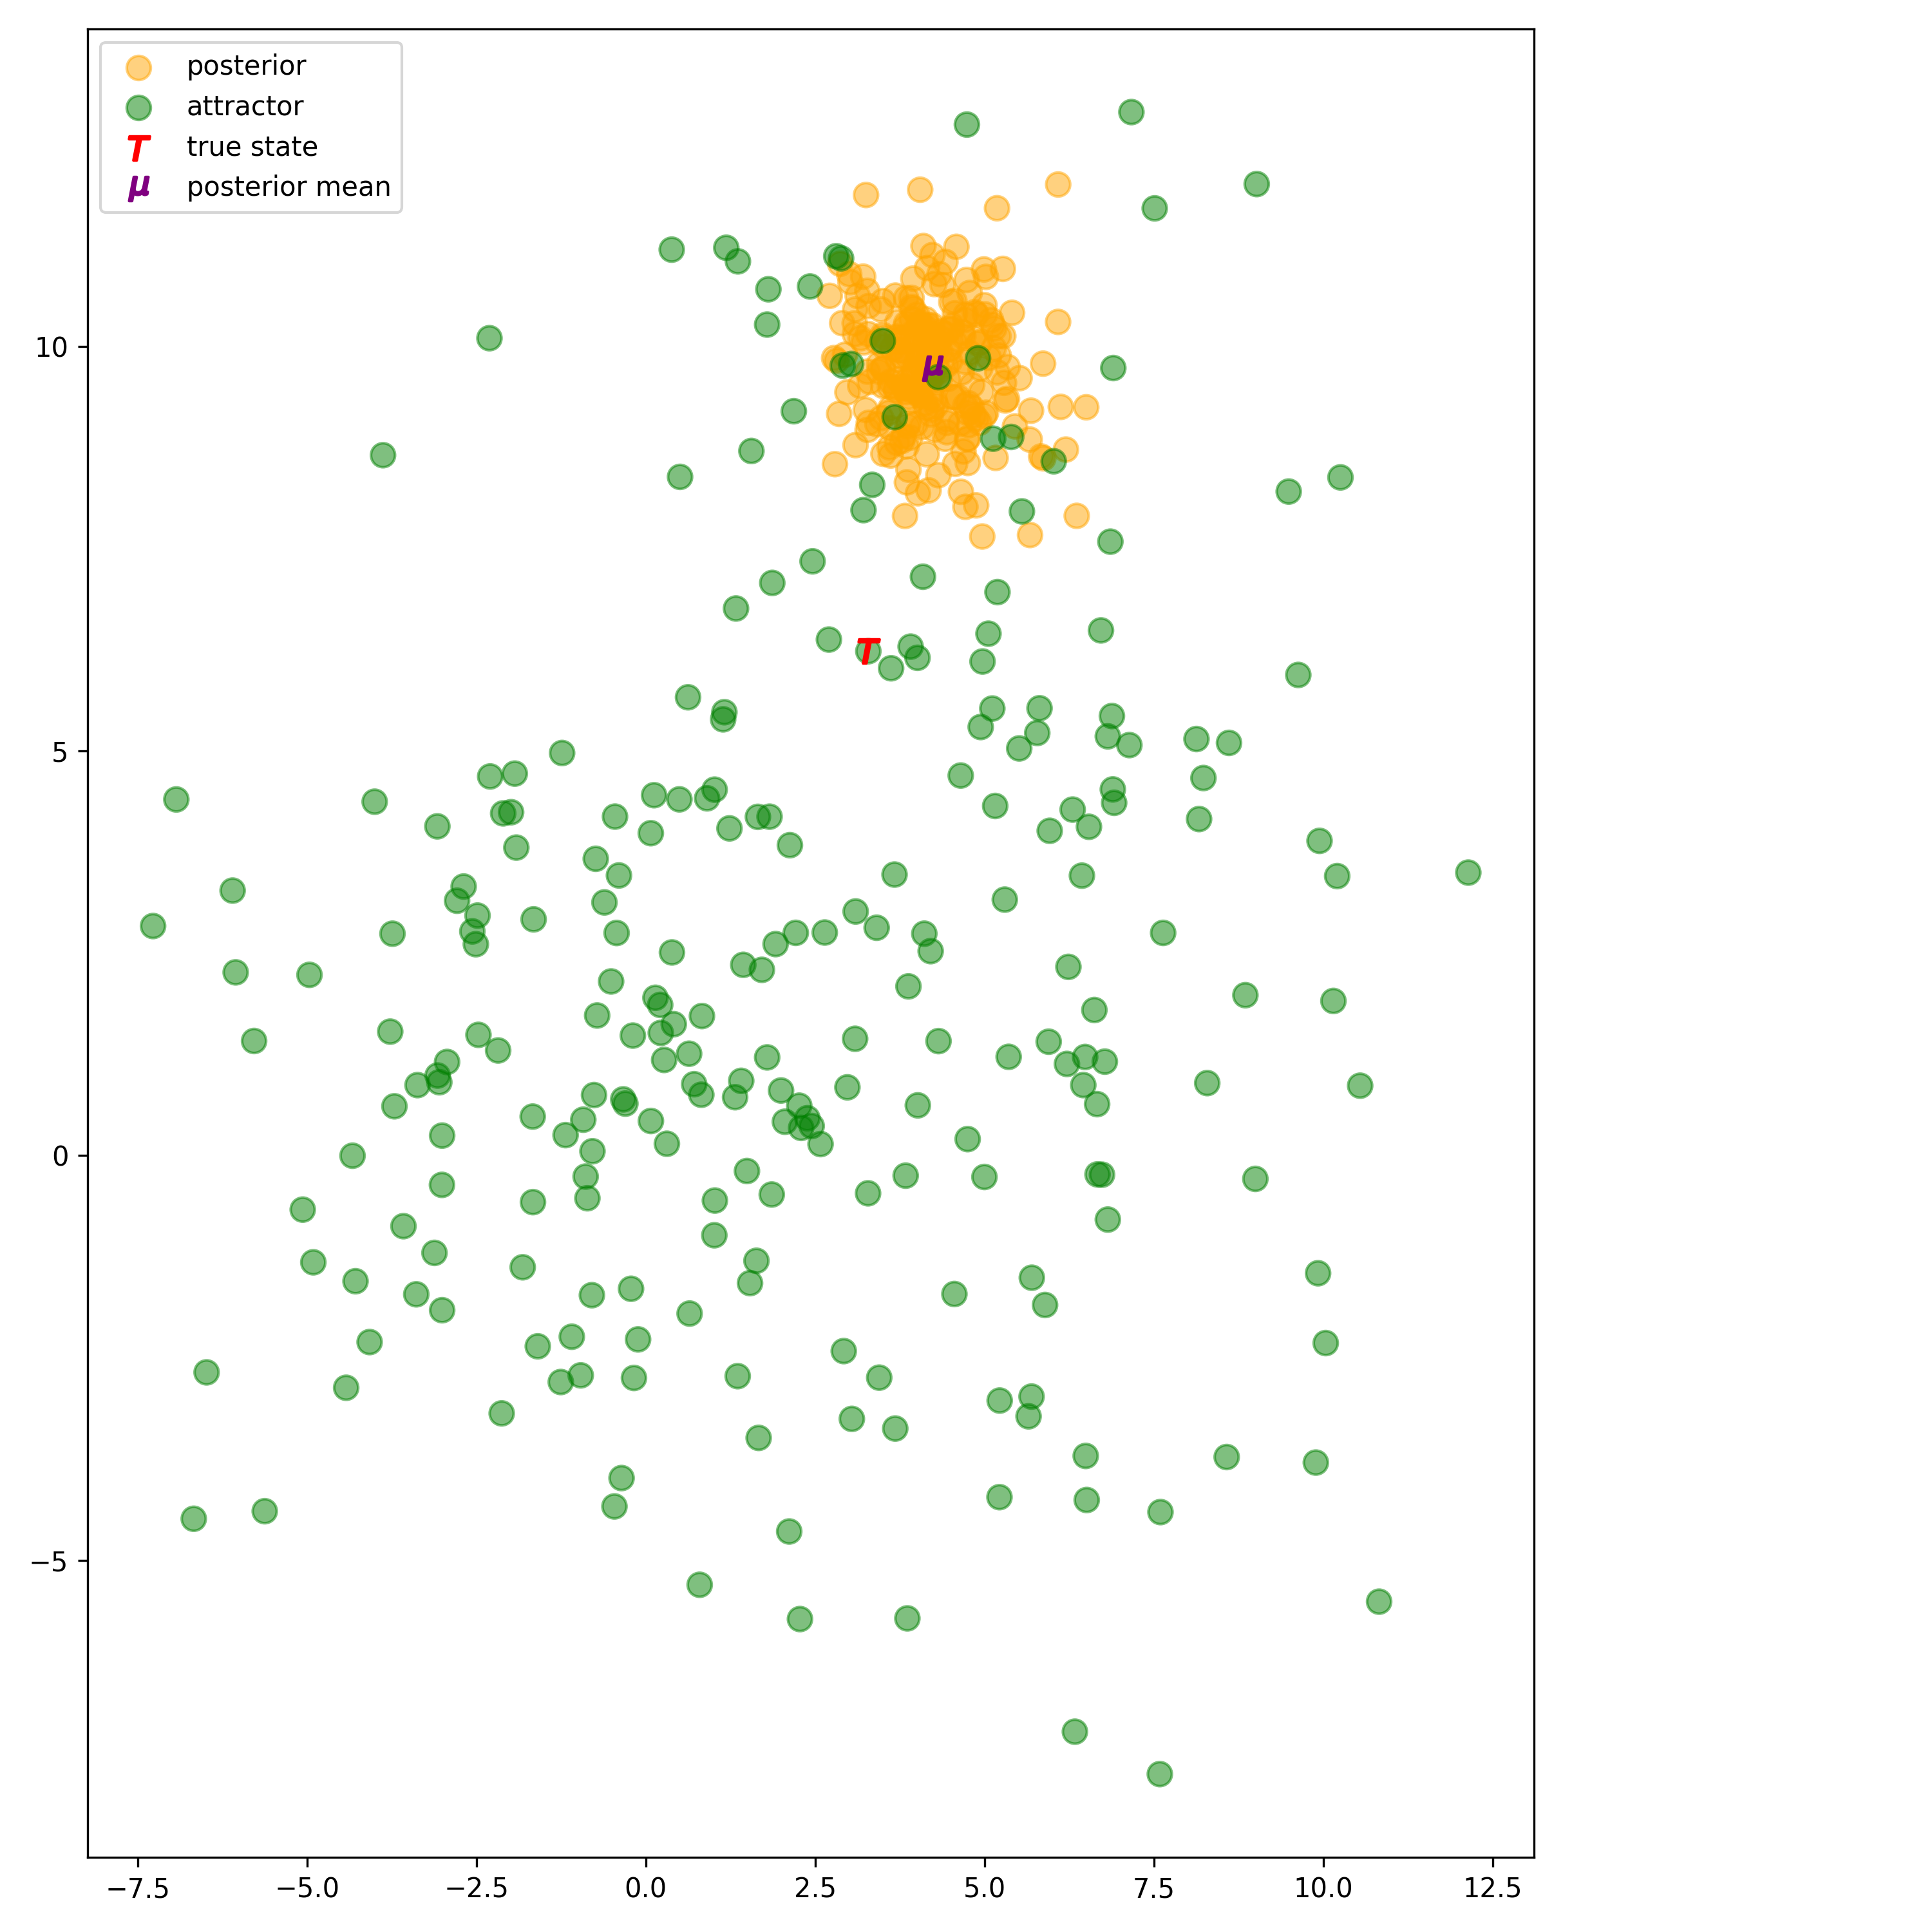 posterior
attractor
T true state
μ posterior mean
10
5
0
−5
−7.5 −5.0 −2.5 0.0 2.5 5.0 7.5 10.0 12.5
μ
T